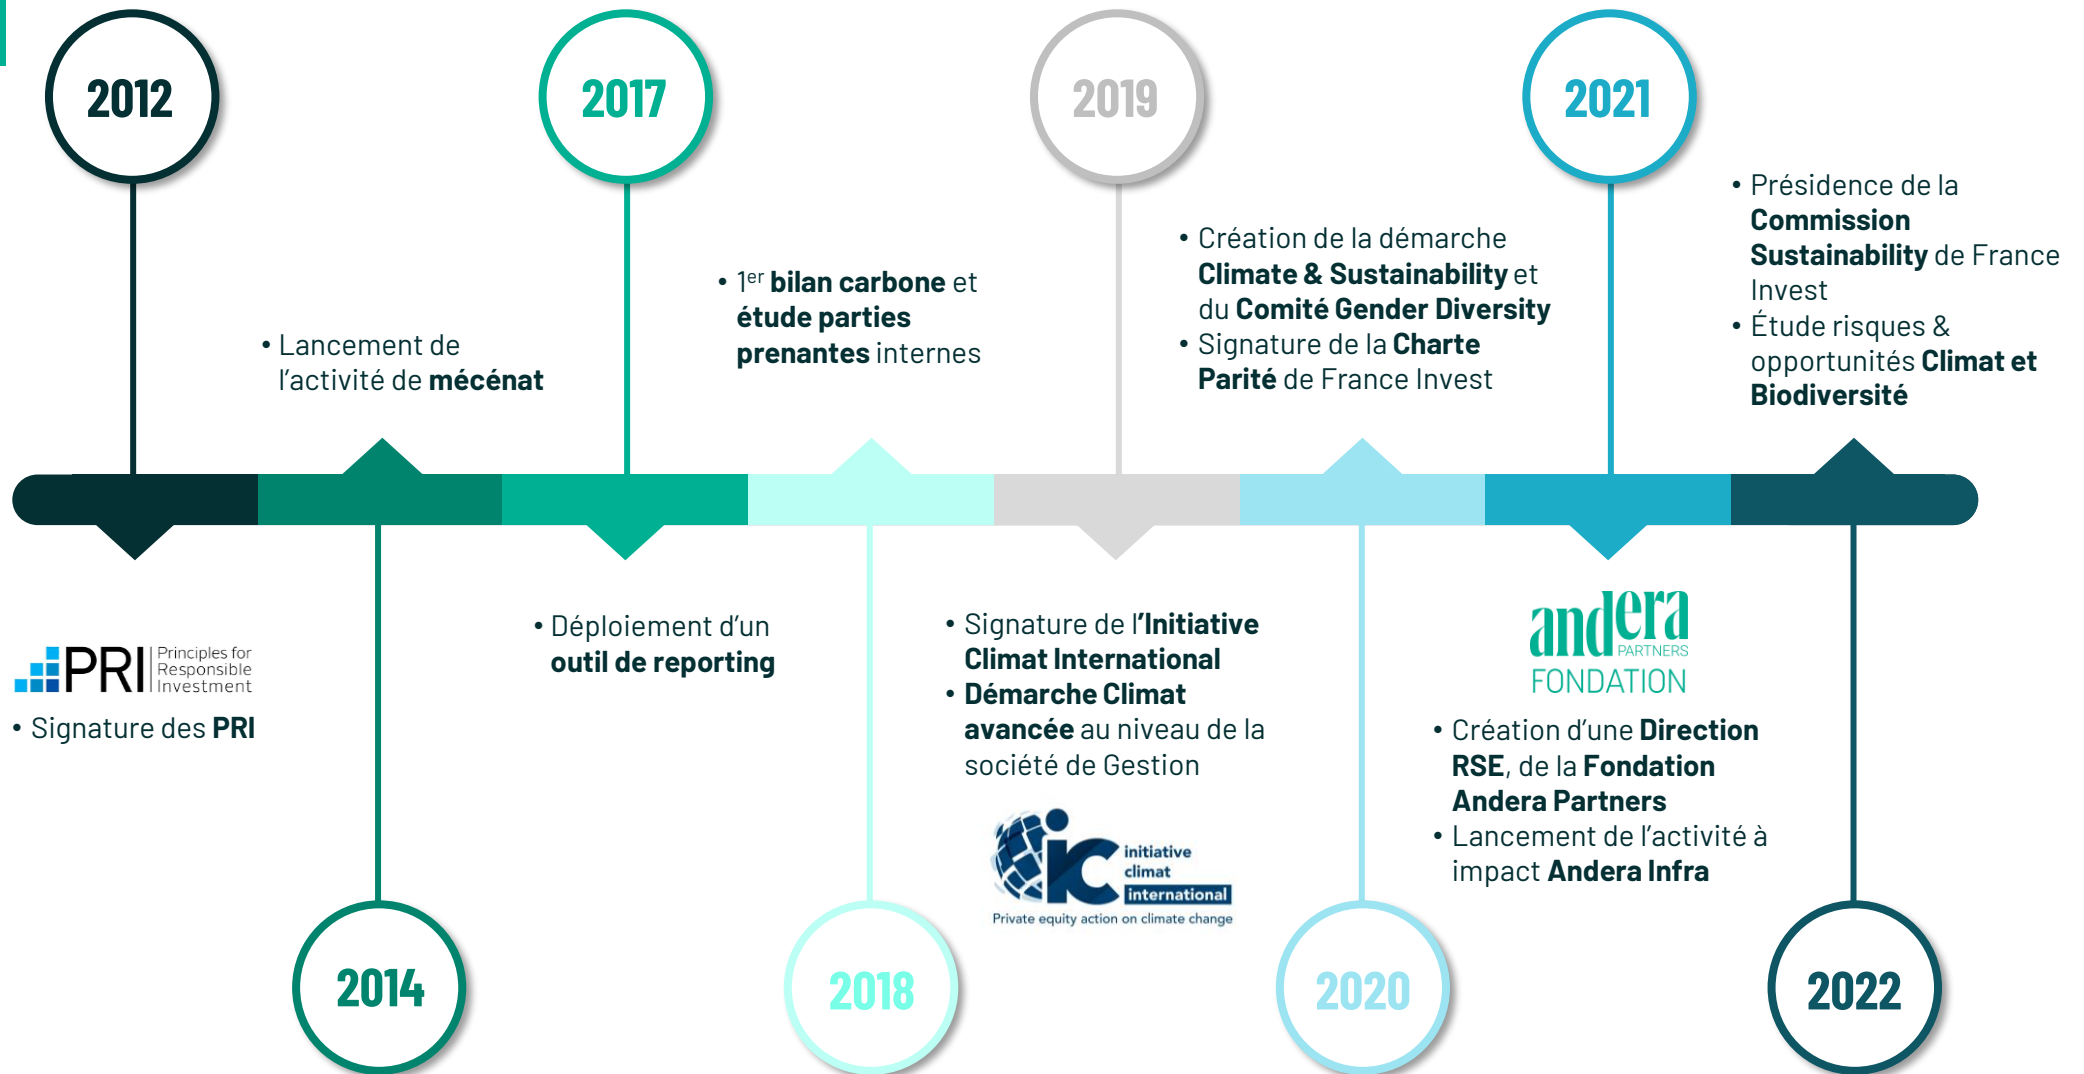 2012
2017
2019
2021
• Lancement de
l'activité de mécénat
• 1er bilan carbone et
étude parties
prenantes internes
• Création de la démarche
Climate & Sustainability et
du Comité Gender Diversity
• Signature de la Charte
Parité de France Invest
• Présidence de la
Commission
Sustainability de France
Invest
• Étude risques &
opportunités Climat et
Biodiversité
PRI
Principles for
Responsible
Investment
• Signature des PRI
• Déploiement d'un
outil de reporting
• Signature de l'Initiative
Climat International
• Démarche Climat
avancée au niveau de la
société de Gestion
iC
initiative
climat
international
Private equity action on climate change
andera
PARTNERS
FONDATION
• Création d'une Direction
RSE, de la Fondation
Andera Partners
• Lancement de l'activité à
impact Andera Infra
2014
2018
2020
2022